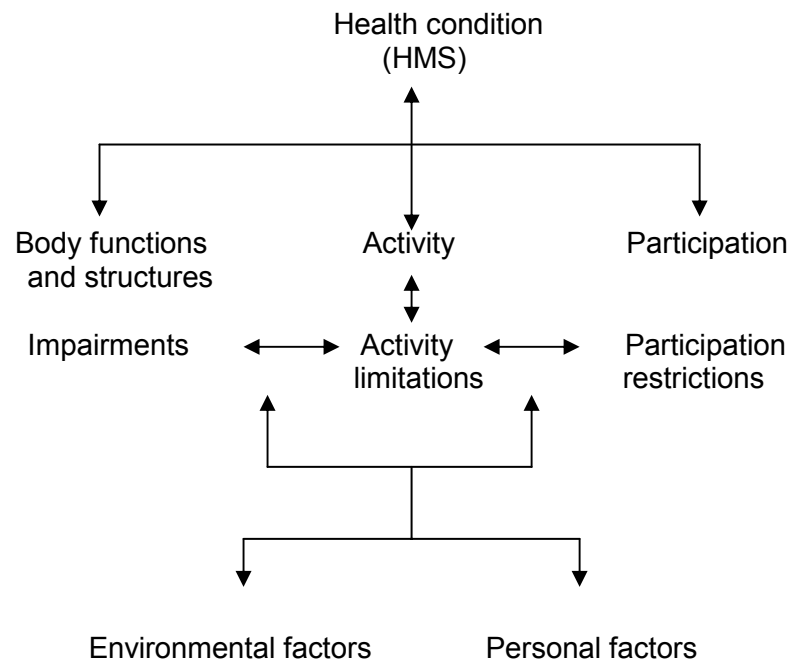 Health condition
(HMS)
Body functions
and structures
Activity
Participation
Impairments
Activity
limitations
Participation
restrictions
Environmental factors
Personal factors